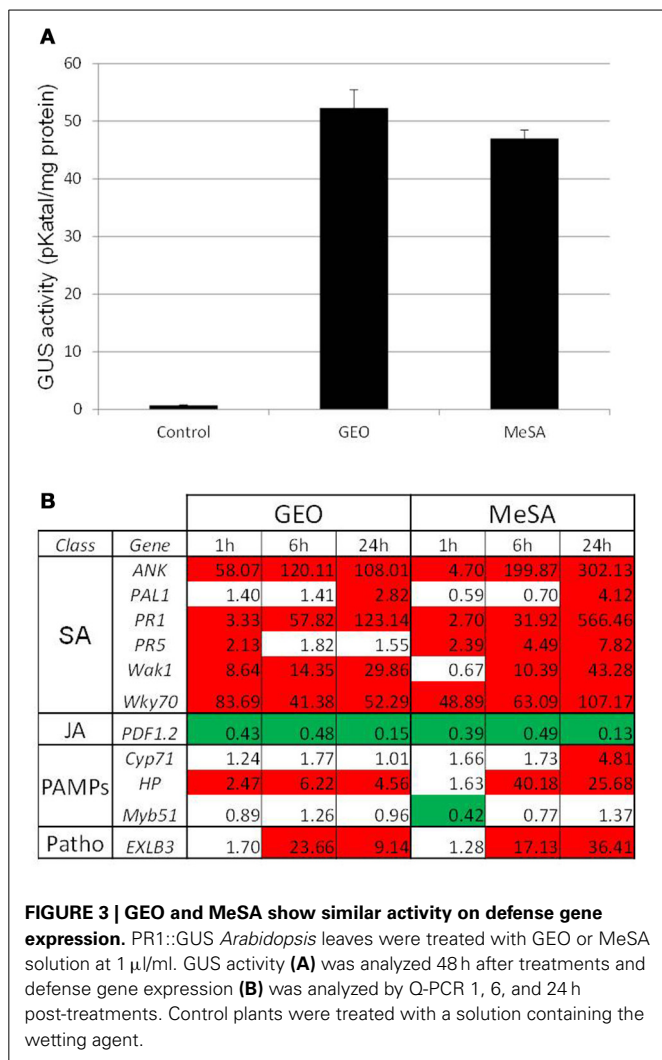 A
60
50
40
30
20
10
0
GUS activity (pKatal/mg protein)
Control GEO MeSA
B
GEO MeSA
Class Gene 1h 6h 24h 1h 6h 24h
SA
ANK 58.07 120.11 108.01 4.70 199.87 302.13
PAL1 1.40 1.41 2.82 0.59 0.70 4.12
PR1 3.33 57.82 123.14 2.70 31.92 566.46
PR5 2.13 1.82 1.55 2.39 4.49 7.82
Wak1 8.64 14.35 29.86 0.67 10.39 43.28
Wky70 83.69 41.38 52.29 48.89 63.09 107.17
JA PDF1.2 0.43 0.48 0.15 0.39 0.49 0.13
PAMPs
Cyp71 1.24 1.77 1.01 1.66 1.73 4.81
HP 2.47 6.22 4.56 1.63 40.18 25.68
Myb51 0.89 1.26 0.96 0.42 0.77 1.37
Patho EXLB3 1.70 23.66 9.14 1.28 17.13 36.41
FIGURE 3 | GEO and MeSA show similar activity on defense gene
expression. PR1::GUS Arabidopsis leaves were treated with GEO or MeSA
solution at 1 μl/ml. GUS activity (A) was analyzed 48 h after treatments and
defense gene expression (B) was analyzed by Q-PCR 1, 6, and 24 h
post-treatments. Control plants were treated with a solution containing the
wetting agent.